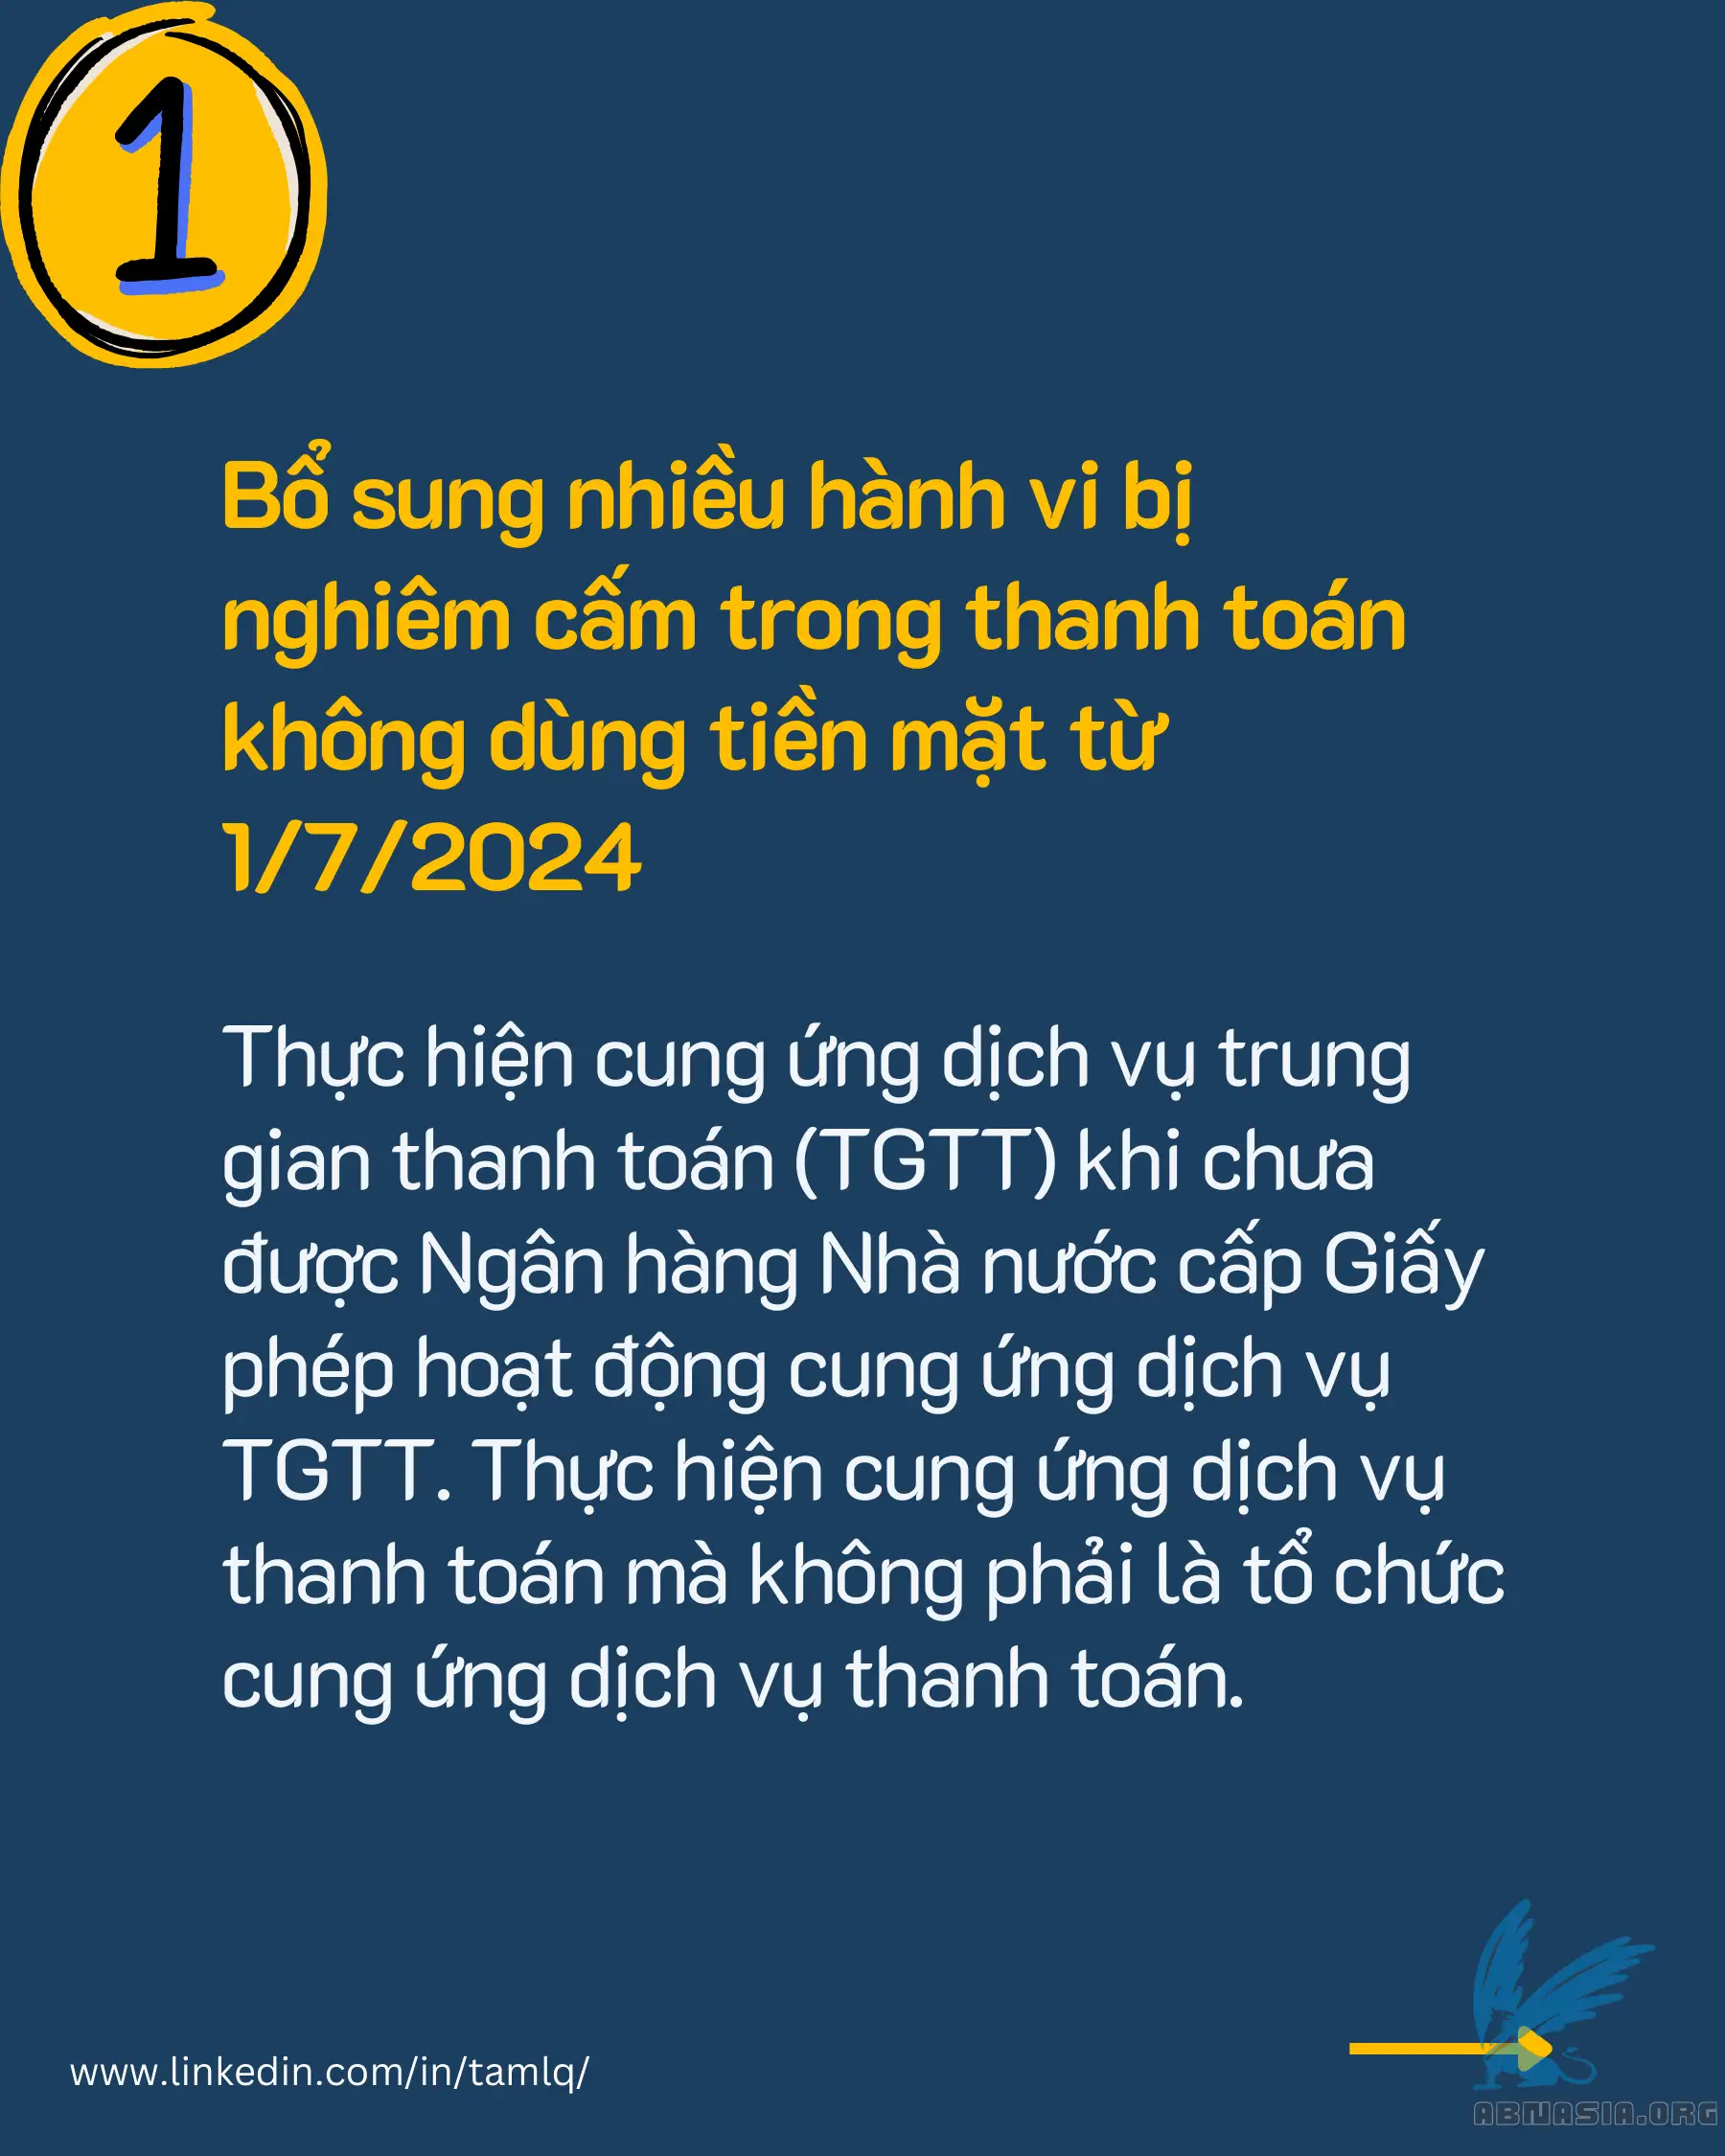 1
Bổ sung nhiều hành vi bị
nghiêm cấm trong thanh toán
không dùng tiền mặt từ
1/7/2024
Thực hiện cung ứng dịch vụ trung
gian thanh toán (TGTT) khi chưa
được Ngân hàng Nhà nước cấp Giấy
phép hoạt động cung ứng dịch vụ
TGTT. Thực hiện cung ứng dịch vụ
thanh toán mà không phải là tổ chức
cung ứng dịch vụ thanh toán.
www.linkedin.com/in/tamlq/
ABNASIA.ORG